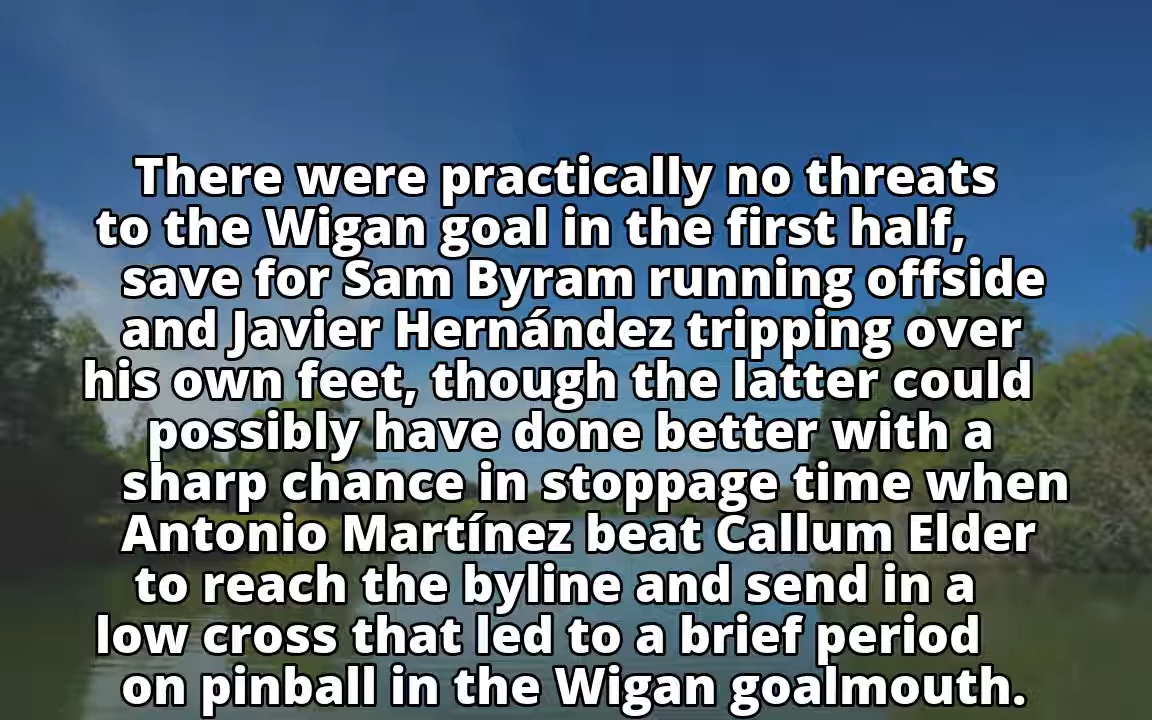 There were practically no threats
to the Wigan goal in the first half,
save for Sam Byram running offside
and Javier Hernández tripping over
his own feet, though the latter could
possibly have done better with a
sharp chance in stoppage time when
Antonio Martínez beat Callum Elder
to reach the byline and send in a
low cross that led to a brief period
on pinball in the Wigan goalmouth.